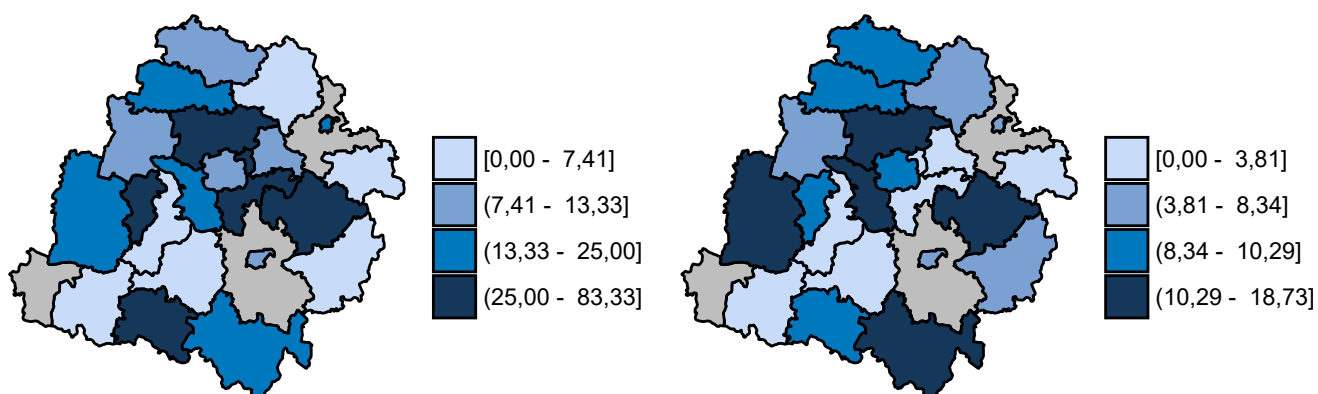 [0,00 - 7,41]
(7,41 - 13,33]
(13,33 - 25,00]
(25,00 - 83,33]
[0,00 - 3,81]
(3,81 - 8,34]
(8,34 - 10,29]
(10,29 - 18,73]